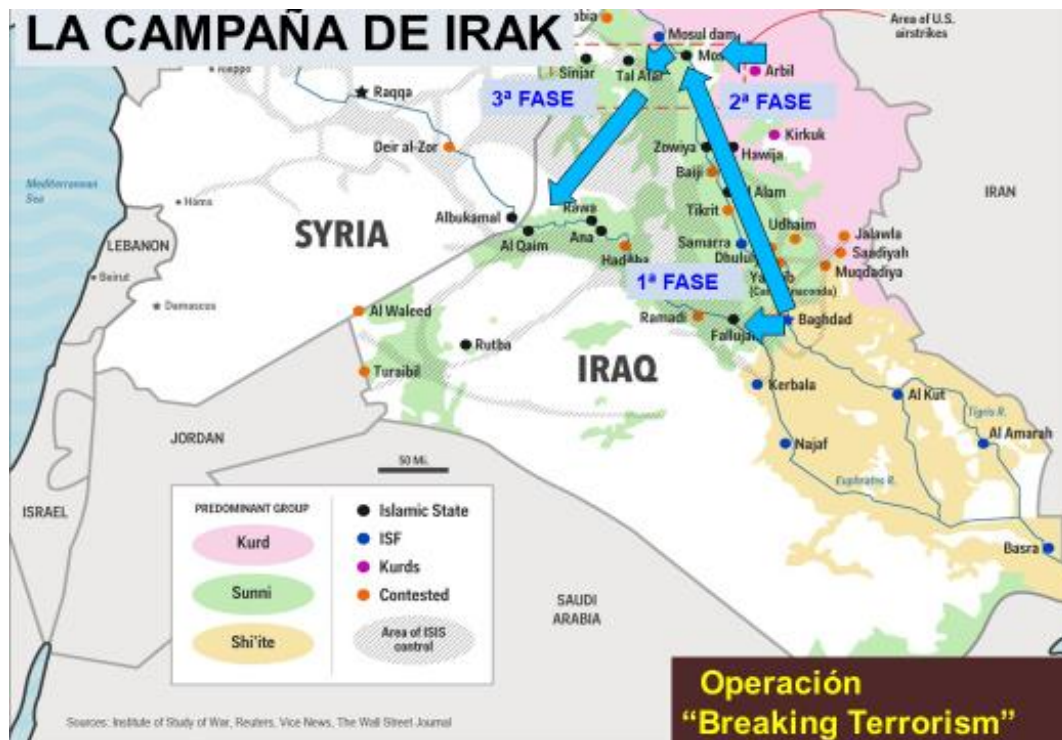 LA CAMPAÑA DE IRAK
Area of U.S.
airstrikes
Mosul dam
Sinjar
Tal Afar
Arbil
3ª FASE
2ª FASE
Raqqa
Kirkuk
Deir al-Zor
Zowiya
Hawija
Baiji
Mediterranean
Sea
Hama
IRAN
Albukamal
Rawa
Tikrit
SYRIA
Udhaim
LEBANON
Al Qaim
Ana
Samarra
Jalawla
Saadiyah
Muqdadiya
Beirut
1ª FASE
Damascus
Al Waleed
Ramadi
Baghdad
Rutba
IRAQ
Turaibil
Kerbala
Al Kut
Tigris R.
JORDAN
Najaf
Al Amarah
50 Mi.
Euphrates R.
ISRAEL
PREDOMINANT GROUP
Kurd
Sunni
Shi'ite
Islamic State
ISF
Kurds
Contested
Area of ISIS
control
Basra
SAUDI
ARABIA
Operación
“Breaking Terrorism”
Sources: Institute of Study of War, Reuters, Vice News, The Wall Street Journal